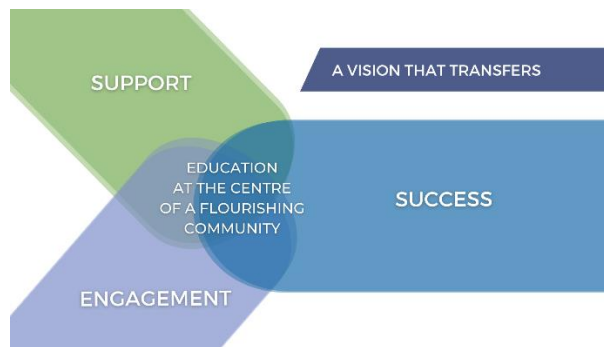 SUPPORT
A VISION THAT TRANSFERS
EDUCATION
AT THE CENTRE
OF A FLOURISHING
COMMUNITY
SUCCESS
ENGAGEMENT